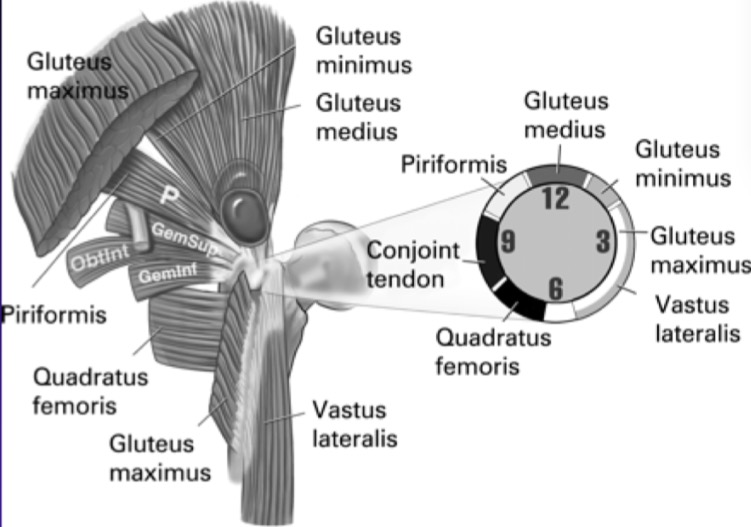 Gluteus
maximus
Gluteus
minimus
Gluteus
medius
P
GemSup
ObtInt
GemInf
Piriformis
Quadratus
femoris
Gluteus
maximus
Vastus
lateralis
Gluteus
medius
Piriformis
Gluteus
minimus
12
9
3
6
Conjoint
tendon
Gluteus
maximus
Vastus
lateralis
Quadratus
femoris